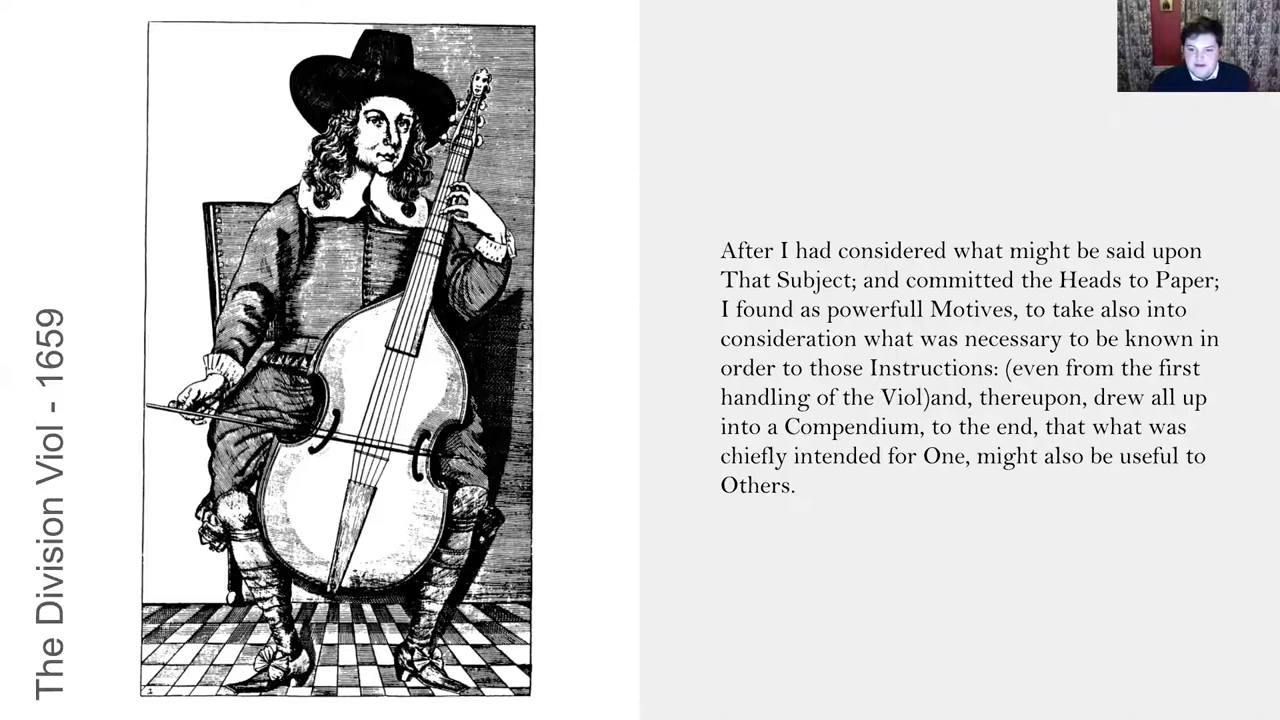 The Division Viol - 1659
After I had considered what might be said upon
That Subject; and committed the Heads to Paper;
I found as powerfull Motives, to take also into
consideration what was necessary to be known in
order to those Instructions: (even from the first
handling of the Viol)and, thereupon, drew all up
into a Compendium, to the end, that what was
chiefly intended for One, might also be useful to
Others.
1